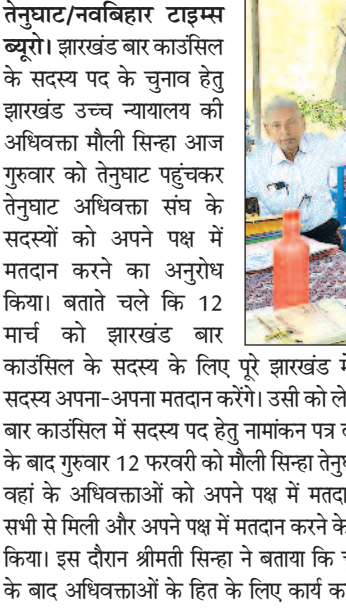 तेनुघाट/नवबिहार टाइम्स
ब्यूरो। झारखंड बार काउंसिल
के सदस्य पद के चुनाव हेतु
झारखंड उच्च न्यायालय की
अधिवक्ता मौली सिन्हा आज
गुरुवार को तेनुघाट पहुंचकर
तेनुघाट अधिवक्ता संघ के
सदस्यों को अपने पक्ष में
मतदान करने का अनुरोध
किया। बताते चले कि 12
मार्च को झारखंड बार
काउंसिल के सदस्य के लिए पूरे झारखंड
सदस्य अपना-अपना मतदान करेंगे। उसी को
बार काउंसिल में सदस्य पद हेतु नामांकन पत्र
के बाद गुरुवार 12 फरवरी को मौली सिन्हा
वहां के अधिवक्ताओं को अपने पक्ष में
सभी से मिली और अपने पक्ष में मतदान करने के
किया। इस दौरान श्रीमती सिन्हा ने बताया कि
के बाद अधिवक्ताओं के हित के लिए कार्य